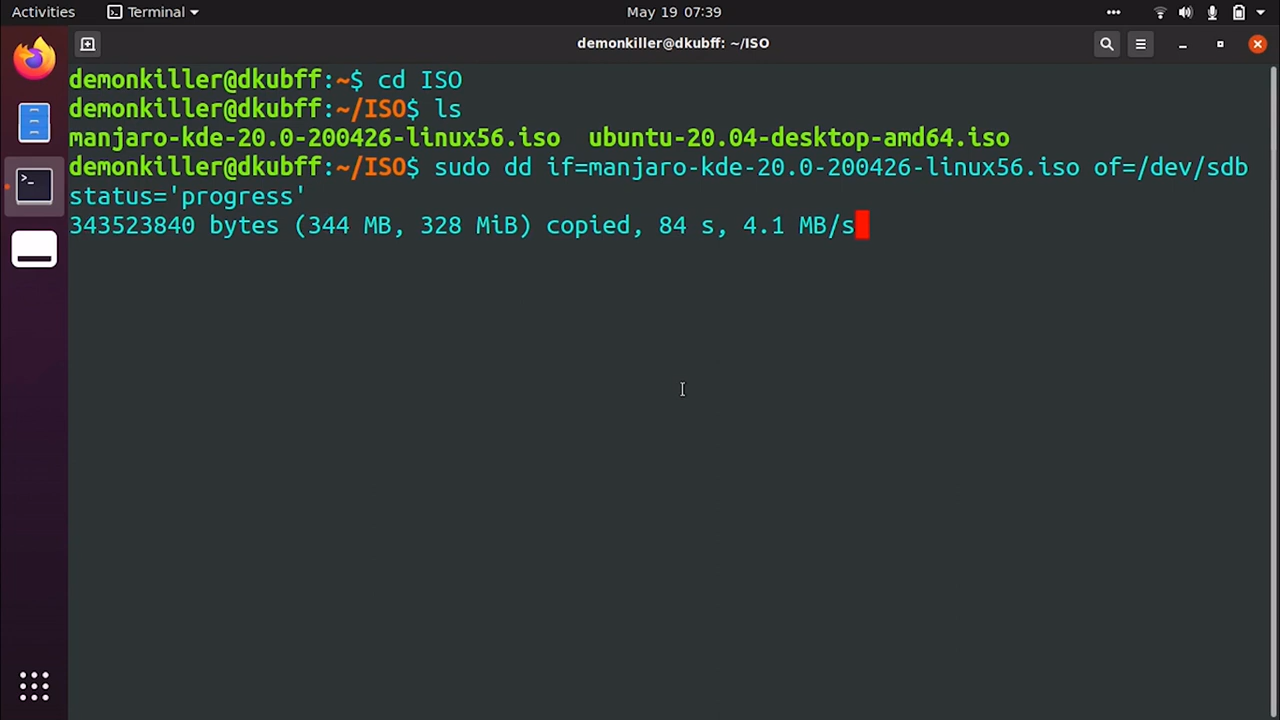 Activities Terminal May 19 07:39
demonkiller@dkubff: ~/ISO
demonkiller@dkubff:~$ cd ISO
demonkiller@dkubff:~/ISO$ ls
manjaro-kde-20.0-200426-linux56.iso ubuntu-20.04-desktop-amd64.iso
demonkiller@dkubff:~/ISO$ sudo dd if=manjaro-kde-20.0-200426-linux56.iso of=/dev/sdb
status='progress'
343523840 bytes (344 MB, 328 MiB) copied, 84 s, 4.1 MB/s